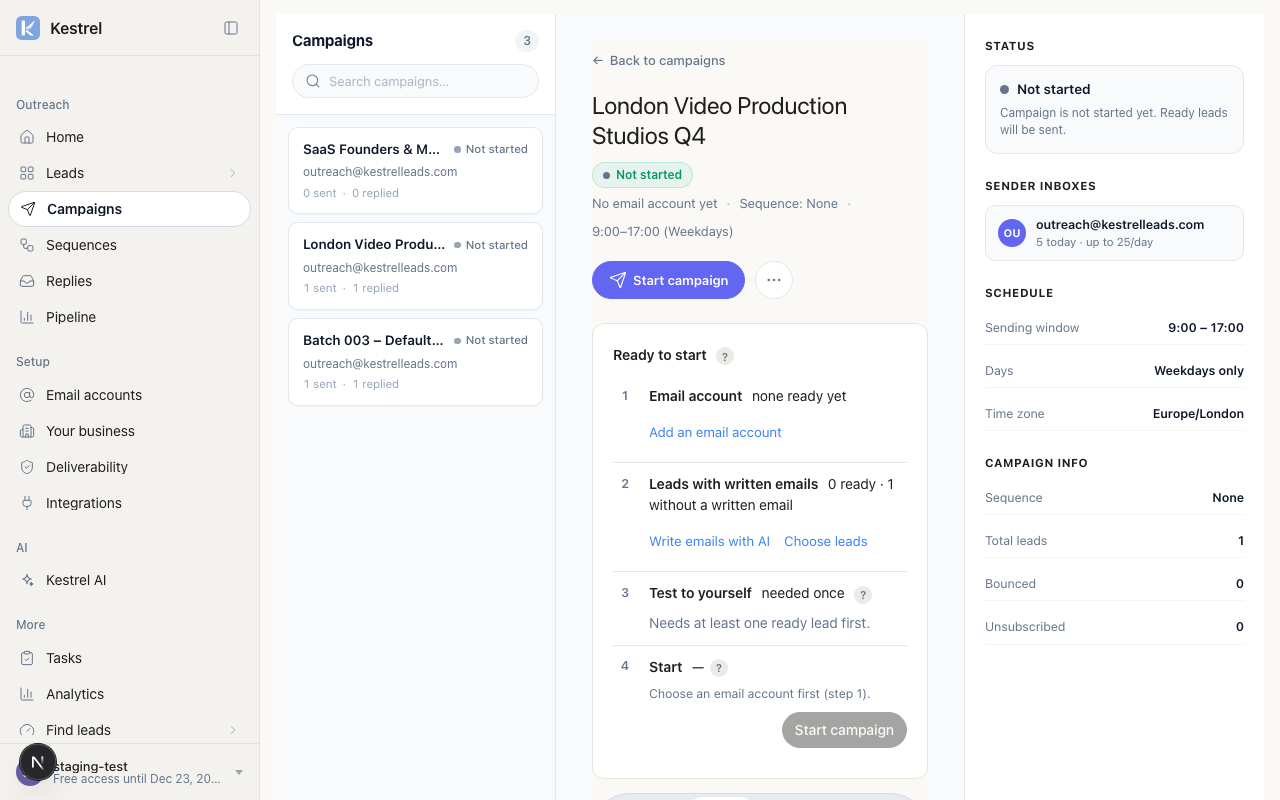 Kestrel
Outreach
Home
Leads
Campaigns
Sequences
Replies
Pipeline
Setup
Email accounts
Your business
Deliverability
Integrations
AI
Kestrel AI
More
Tasks
Analytics
Find leads
N
staging-test
Free access until Dec 23, 20...
Campaigns 3
Search campaigns...
SaaS Founders & M... Not started
outreach@kestrelleads.com
0 sent · 0 replied
London Video Produ... Not started
outreach@kestrelleads.com
1 sent · 1 replied
Batch 003 – Default... Not started
outreach@kestrelleads.com
1 sent · 1 replied
← Back to campaigns
London Video Production
Studios Q4
Not started
No email account yet · Sequence: None ·
9:00–17:00 (Weekdays)
Start campaign ...
Ready to start ?
1 Email account none ready yet
Add an email account
2 Leads with written emails 0 ready · 1
without a written email
Write emails with AI Choose leads
3 Test to yourself needed once ?
Needs at least one ready lead first.
4 Start — ?
Choose an email account first (step 1).
Start campaign
STATUS
Not started
Campaign is not started yet. Ready leads
will be sent.
SENDER INBOXES
OU outreach@kestrelleads.com
5 today · up to 25/day
SCHEDULE
Sending window 9:00 – 17:00
Days Weekdays only
Time zone Europe/London
CAMPAIGN INFO
Sequence None
Total leads 1
Bounced 0
Unsubscribed 0